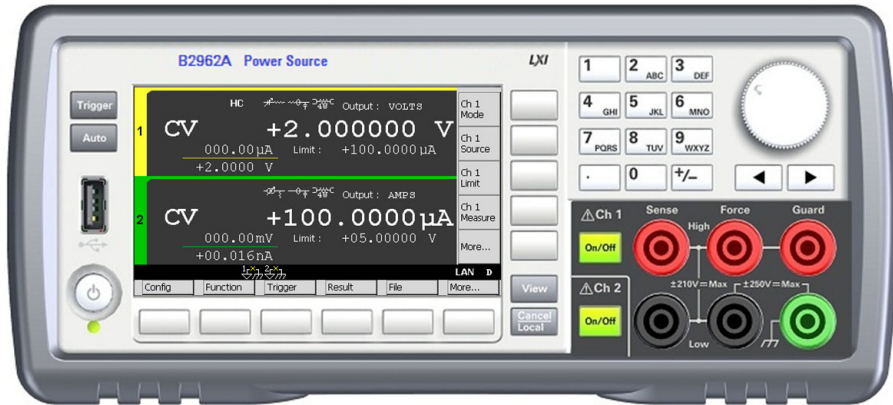 B2962A Power Source
LXI
Trigger
Auto
1
HC
Output : VOLTS
CV +2.000000 V
000.00µA Limit : +100.0000µA
+2.0000 V
2
Output : AMPS
CV +100.0000µA
000.00mV Limit : +05.00000 V
+00.016nA
LAN D
Ch 1 Mode
Ch 1 Source
Ch 1 Limit
Ch 1 Measure
More...
Config Function Trigger Result File More...
View
Cancel
Local
1 2 ABC 3 DEF
4 GHI 5 JKL 6 MNO
7 PQRS 8 TUV 9 WXYZ
. 0 +/−
Ch 1 Sense Force Guard
High
On/Off
±210V Max ±250V Max
Ch 2
On/Off
Low